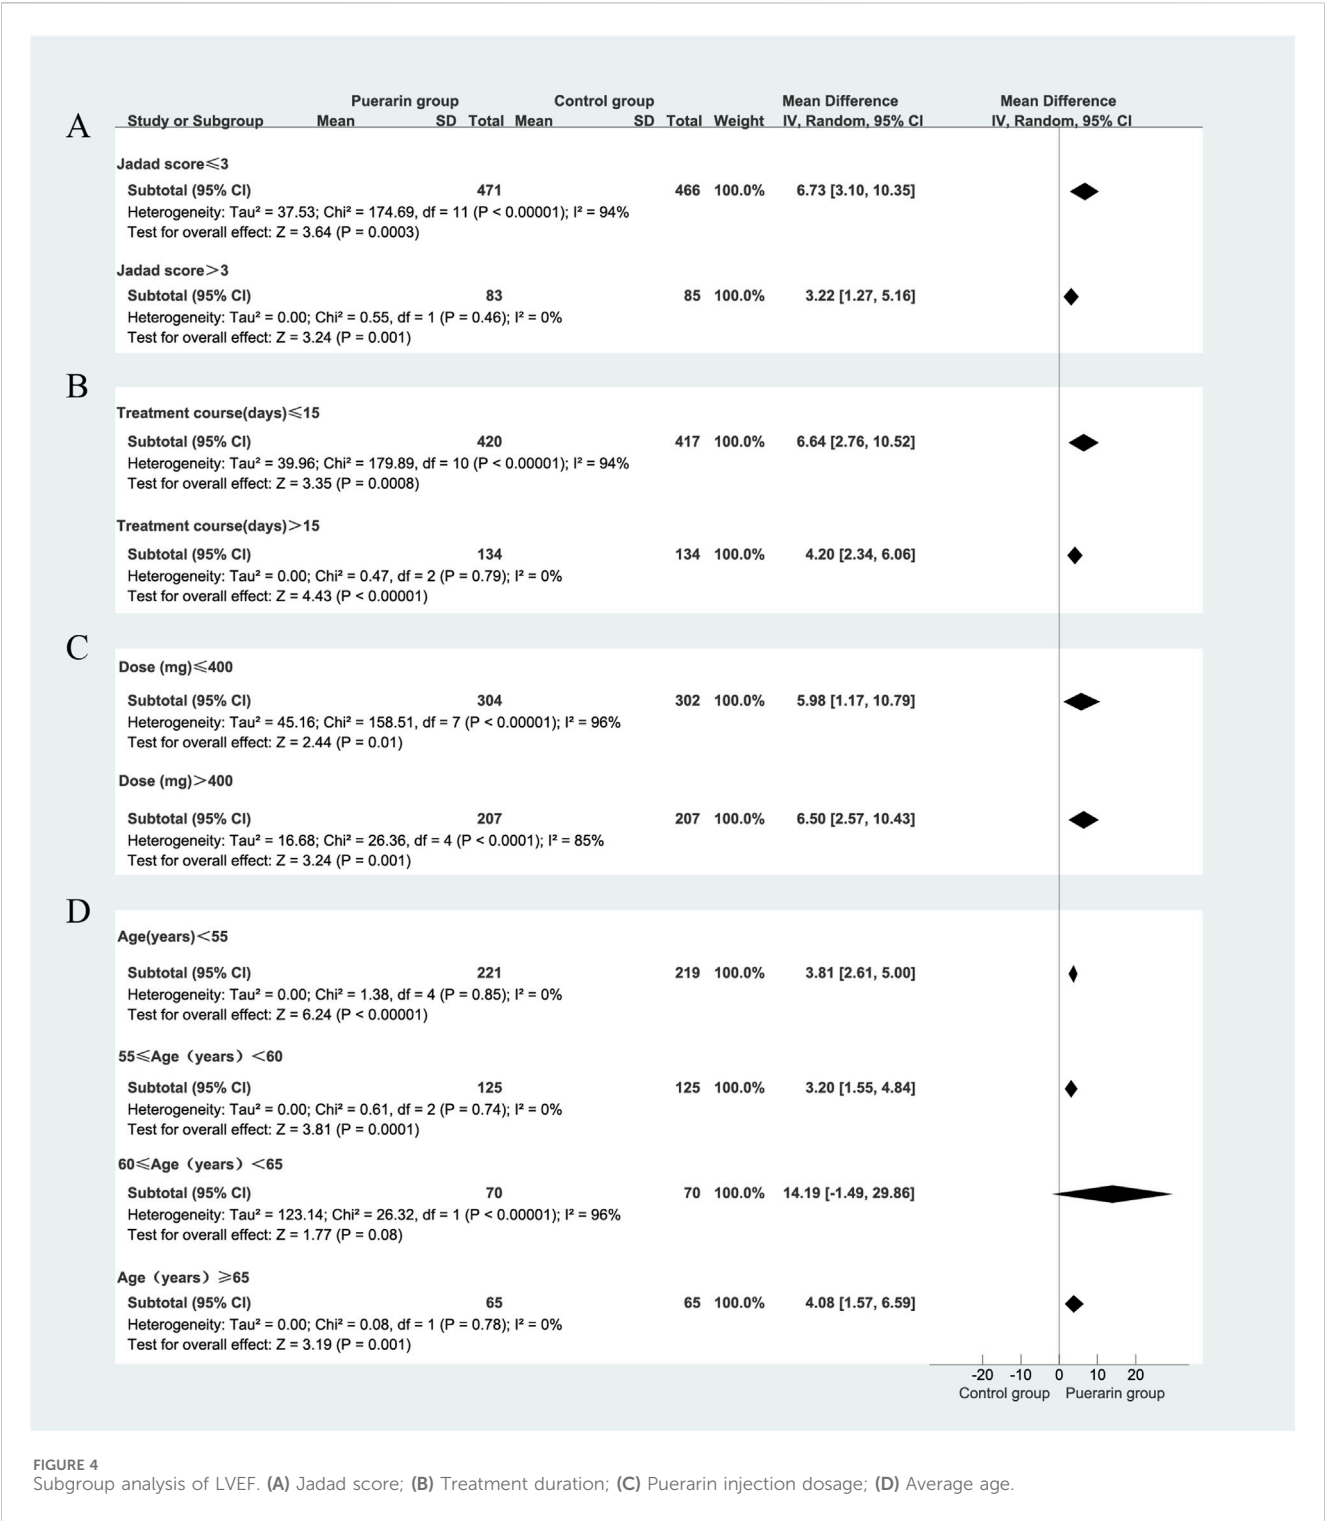 A
Puerarin group Control group Mean Difference Mean Difference
Study or Subgroup Mean SD Total Mean SD Total Weight IV, Random, 95% CI IV, Random, 95% CI
Jadad score≤3
Subtotal (95% CI) 471 466 100.0% 6.73 [3.10, 10.35]
Heterogeneity: Tau² = 37.53; Chi² = 174.69, df = 11 (P < 0.00001); I² = 94%
Test for overall effect: Z = 3.64 (P = 0.0003)
Jadad score>3
Subtotal (95% CI) 83 85 100.0% 3.22 [1.27, 5.16]
Heterogeneity: Tau² = 0.00; Chi² = 0.55, df = 1 (P = 0.46); I² = 0%
Test for overall effect: Z = 3.24 (P = 0.001)
B
Treatment course(days)≤15
Subtotal (95% CI) 420 417 100.0% 6.64 [2.76, 10.52]
Heterogeneity: Tau² = 39.96; Chi² = 179.89, df = 10 (P < 0.00001); I² = 94%
Test for overall effect: Z = 3.35 (P = 0.0008)
Treatment course(days)>15
Subtotal (95% CI) 134 134 100.0% 4.20 [2.34, 6.06]
Heterogeneity: Tau² = 0.00; Chi² = 0.47, df = 2 (P = 0.79); I² = 0%
Test for overall effect: Z = 4.43 (P < 0.00001)
C
Dose (mg)≤400
Subtotal (95% CI) 304 302 100.0% 5.98 [1.17, 10.79]
Heterogeneity: Tau² = 45.16; Chi² = 158.51, df = 7 (P < 0.00001); I² = 96%
Test for overall effect: Z = 2.44 (P = 0.01)
Dose (mg)>400
Subtotal (95% CI) 207 207 100.0% 6.50 [2.57, 10.43]
Heterogeneity: Tau² = 16.68; Chi² = 26.36, df = 4 (P < 0.0001); I² = 85%
Test for overall effect: Z = 3.24 (P = 0.001)
D
Age(years)<55
Subtotal (95% CI) 221 219 100.0% 3.81 [2.61, 5.00]
Heterogeneity: Tau² = 0.00; Chi² = 1.38, df = 4 (P = 0.85); I² = 0%
Test for overall effect: Z = 6.24 (P < 0.00001)
55≤Age（years）<60
Subtotal (95% CI) 125 125 100.0% 3.20 [1.55, 4.84]
Heterogeneity: Tau² = 0.00; Chi² = 0.61, df = 2 (P = 0.74); I² = 0%
Test for overall effect: Z = 3.81 (P = 0.0001)
60≤Age（years）<65
Subtotal (95% CI) 70 70 100.0% 14.19 [-1.49, 29.86]
Heterogeneity: Tau² = 123.14; Chi² = 26.32, df = 1 (P < 0.00001); I² = 96%
Test for overall effect: Z = 1.77 (P = 0.08)
Age（years）≥65
Subtotal (95% CI) 65 65 100.0% 4.08 [1.57, 6.59]
Heterogeneity: Tau² = 0.00; Chi² = 0.08, df = 1 (P = 0.78); I² = 0%
Test for overall effect: Z = 3.19 (P = 0.001)
-20 -10 0 10 20
Control group Puerarin group
FIGURE 4
Subgroup analysis of LVEF. (A) Jadad score; (B) Treatment duration; (C) Puerarin injection dosage; (D) Average age.